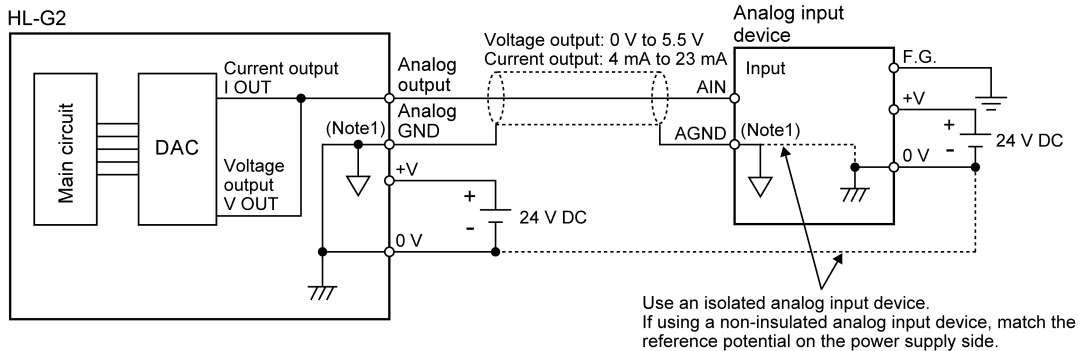 HL-G2
Main circuit
DAC
Current output
I OUT
Voltage
output
V OUT
Analog
output
Analog
GND
(Note1)
+V
+
-
24 V DC
0 V
Voltage output: 0 V to 5.5 V
Current output: 4 mA to 23 mA
Analog input
device
Input
AIN
AGND
(Note1)
F.G.
+V
+
-
24 V DC
0 V
Use an isolated analog input device.
If using a non-insulated analog input device, match the
reference potential on the power supply side.